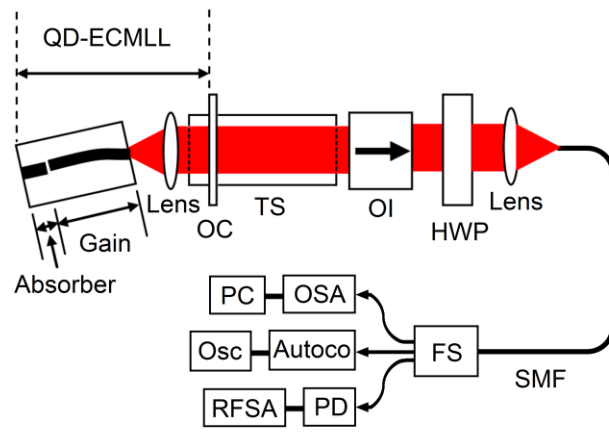 QD-ECMLL
Lens
OC
TS
OI
HWP
Lens
Gain
Absorber
PC
OSA
Osc
Autoco
FS
SMF
RFSA
PD